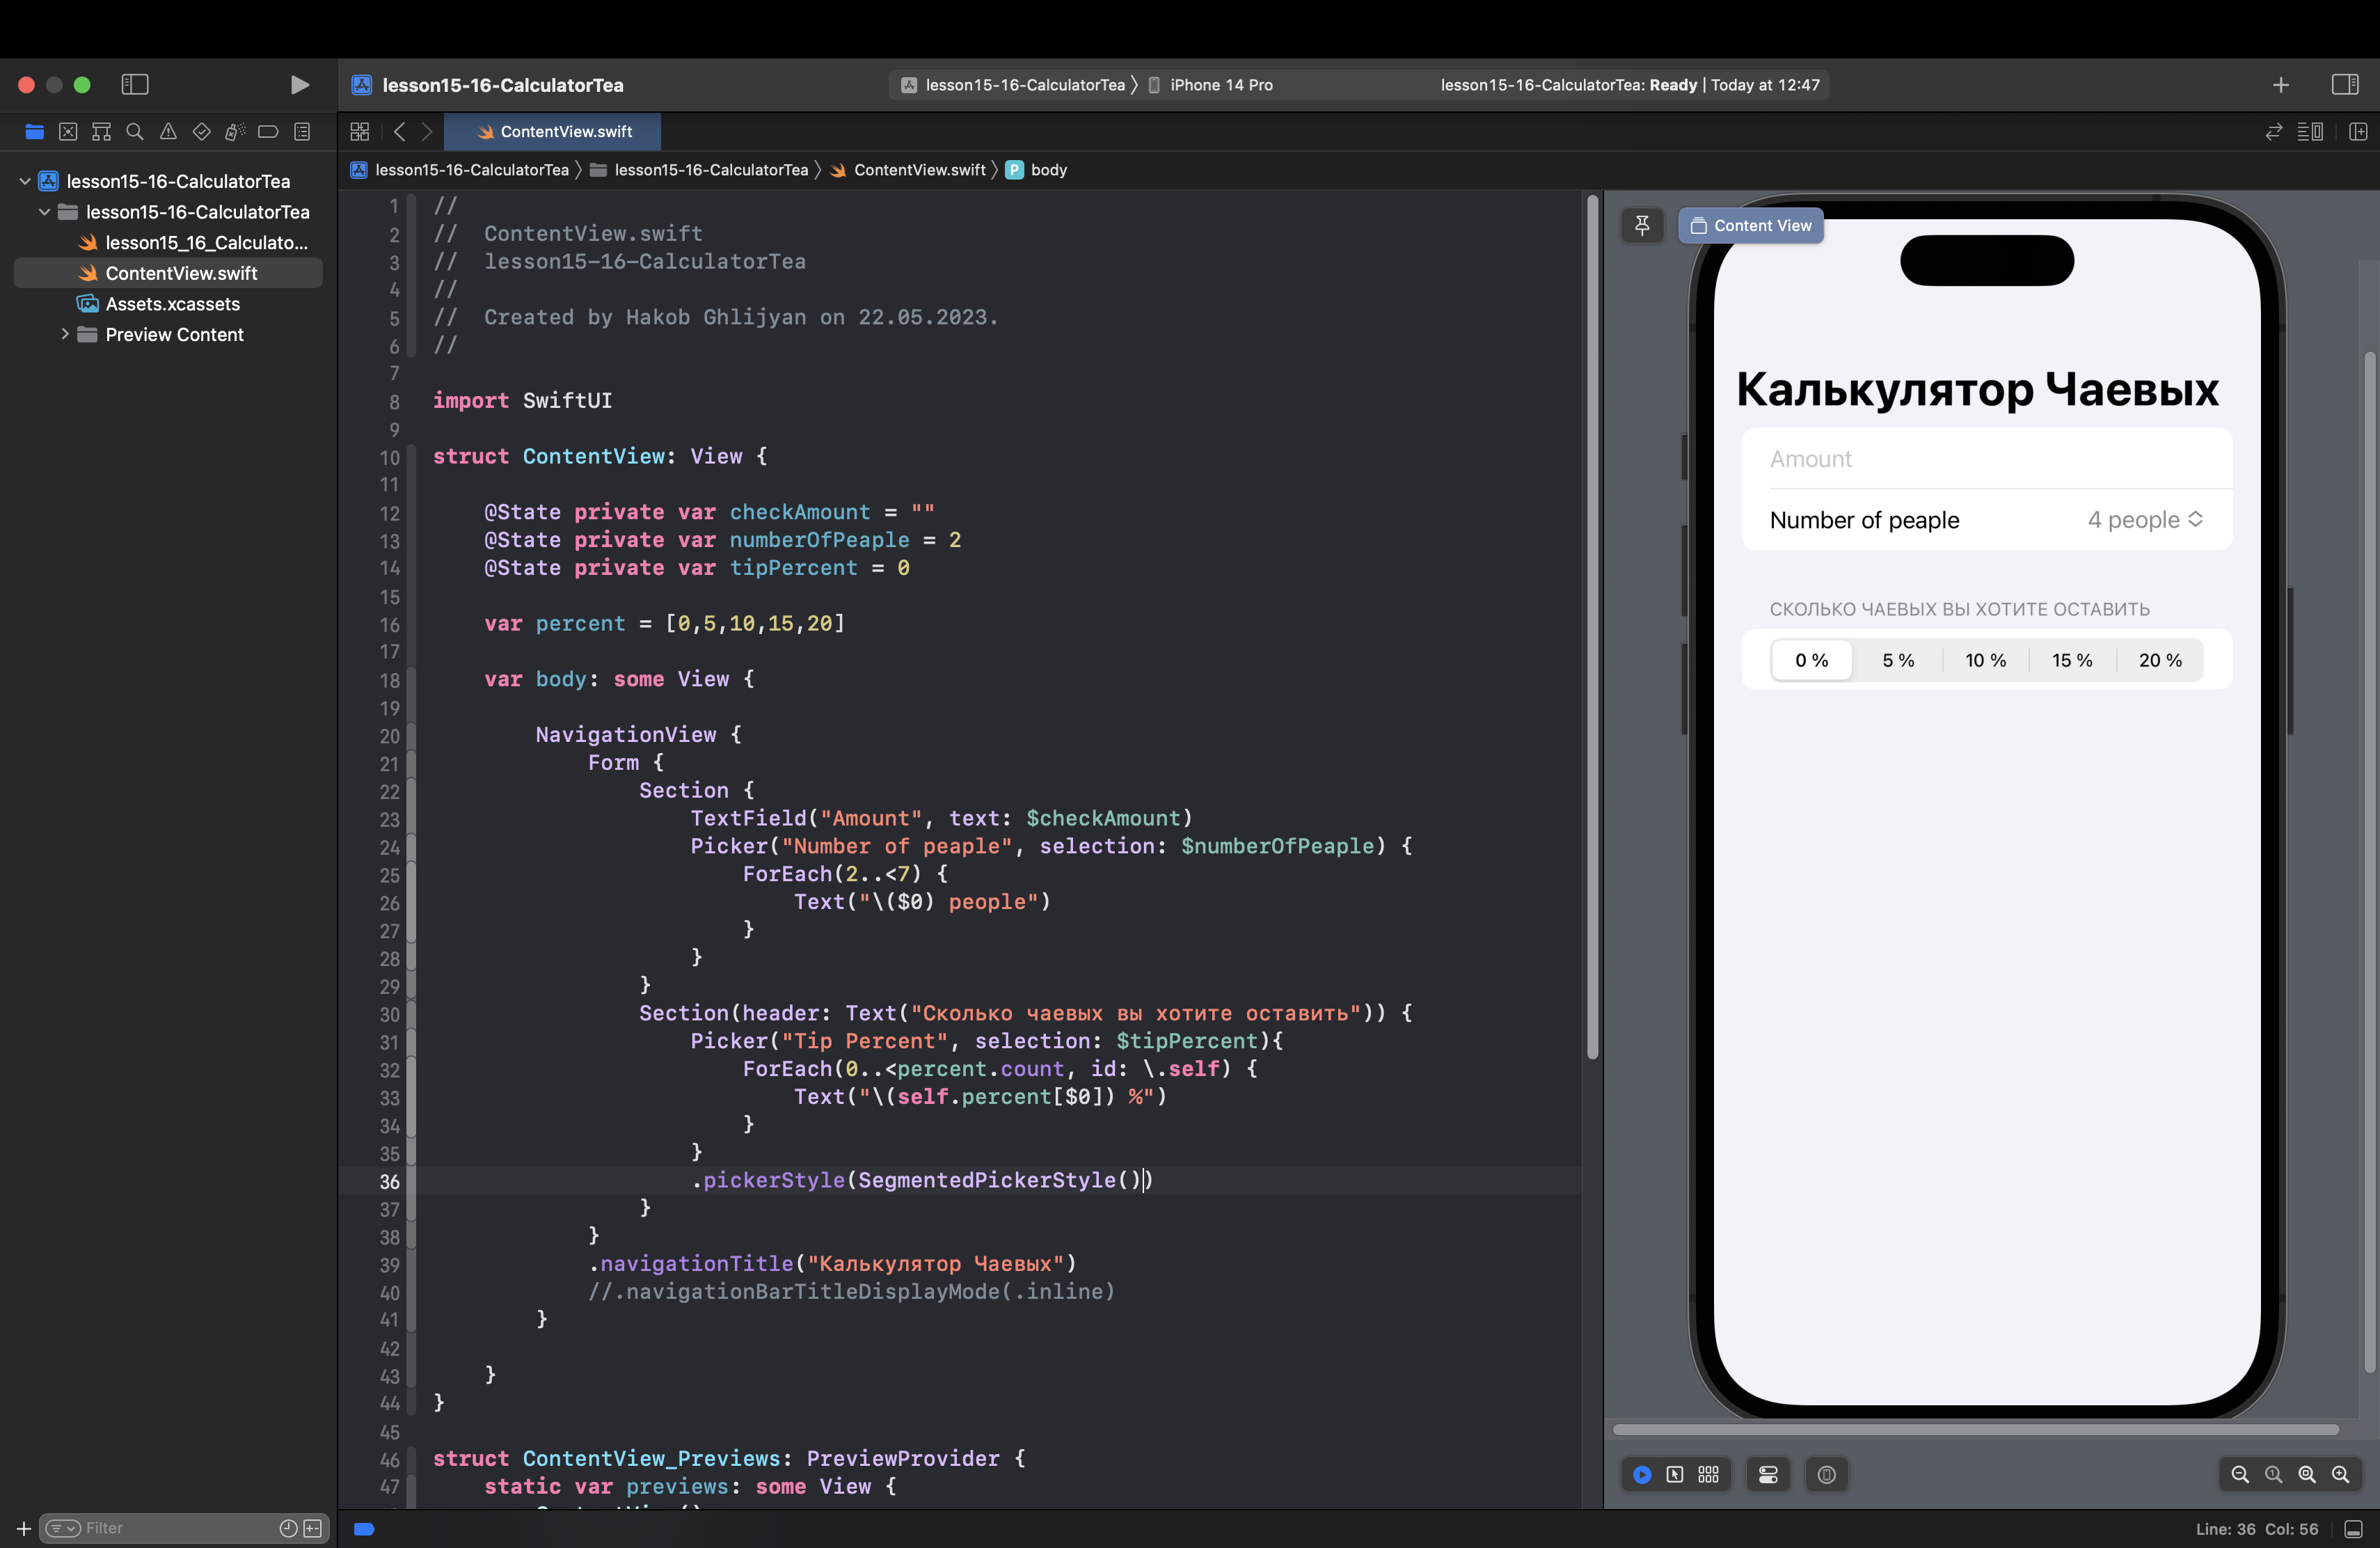 lesson15-16-CalculatorTea
lesson15-16-CalculatorTea 〉 iPhone 14 Pro
lesson15-16-CalculatorTea: Ready | Today at 12:47
ContentView.swift
lesson15-16-CalculatorTea 〉 lesson15-16-CalculatorTea 〉 ContentView.swift 〉 P body
lesson15-16-CalculatorTea
lesson15-16-CalculatorTea
lesson15_16_Calculato...
ContentView.swift
Assets.xcassets
Preview Content
1 //
2 //  ContentView.swift
3 //  lesson15-16-CalculatorTea
4 //
5 //  Created by Hakob Ghlijyan on 22.05.2023.
6 //
7
8 import SwiftUI
9
10 struct ContentView: View {
11
12     @State private var checkAmount = ""
13     @State private var numberOfPeaple = 2
14     @State private var tipPercent = 0
15
16     var percent = [0,5,10,15,20]
17
18     var body: some View {
19
20         NavigationView {
21             Form {
22                 Section {
23                     TextField("Amount", text: $checkAmount)
24                     Picker("Number of peaple", selection: $numberOfPeaple) {
25                         ForEach(2..<7) {
26                             Text("\($0) people")
27                         }
28                     }
29                 }
30                 Section(header: Text("Сколько чаевых вы хотите оставить")) {
31                     Picker("Tip Percent", selection: $tipPercent){
32                         ForEach(0..<percent.count, id: \.self) {
33                             Text("\(self.percent[$0]) %")
34                         }
35                     }
36                     .pickerStyle(SegmentedPickerStyle())
37                 }
38             }
39             .navigationTitle("Калькулятор Чаевых")
40             //.navigationBarTitleDisplayMode(.inline)
41         }
42
43     }
44 }
45
46 struct ContentView_Previews: PreviewProvider {
47     static var previews: some View {
Content View
Калькулятор Чаевых
Amount
Number of peaple 4 people
СКОЛЬКО ЧАЕВЫХ ВЫ ХОТИТЕ ОСТАВИТЬ
0 % 5 % 10 % 15 % 20 %
Filter
Line: 36 Col: 56